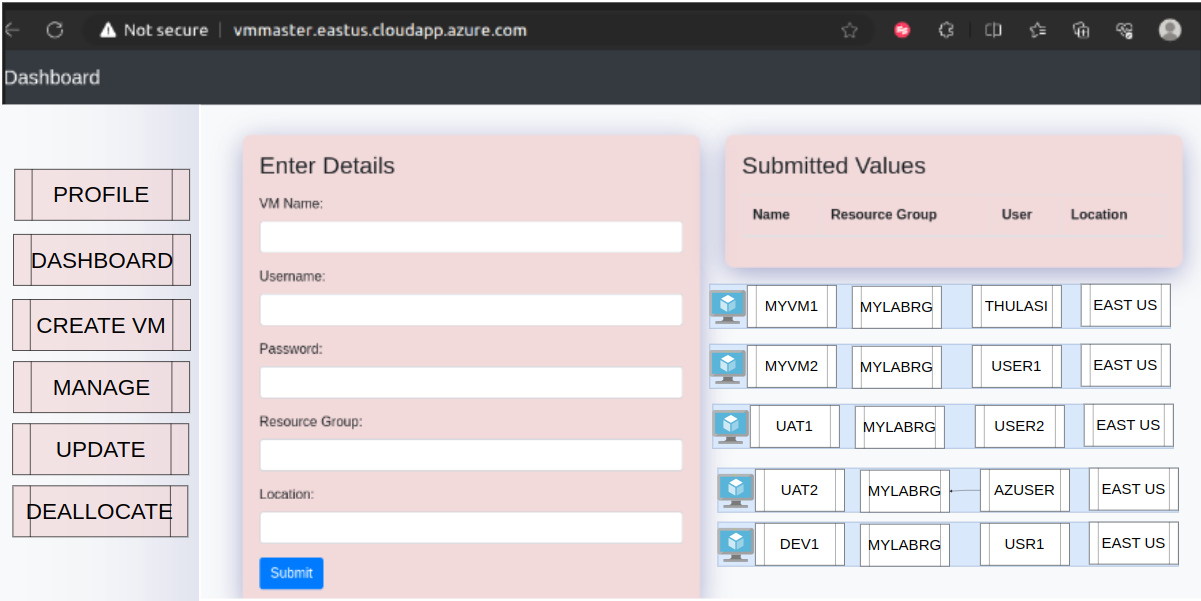 Not secure | vmmaster.eastus.cloudapp.azure.com
Dashboard
PROFILE
DASHBOARD
CREATE VM
MANAGE
UPDATE
DEALLOCATE
Enter Details
VM Name:
Username:
Password:
Resource Group:
Location:
Submit
Submitted Values
Name Resource Group User Location
MYVM1 MYLABRG THULASI EAST US
MYVM2 MYLABRG USER1 EAST US
UAT1 MYLABRG USER2 EAST US
UAT2 MYLABRG AZUSER EAST US
DEV1 MYLABRG USR1 EAST US